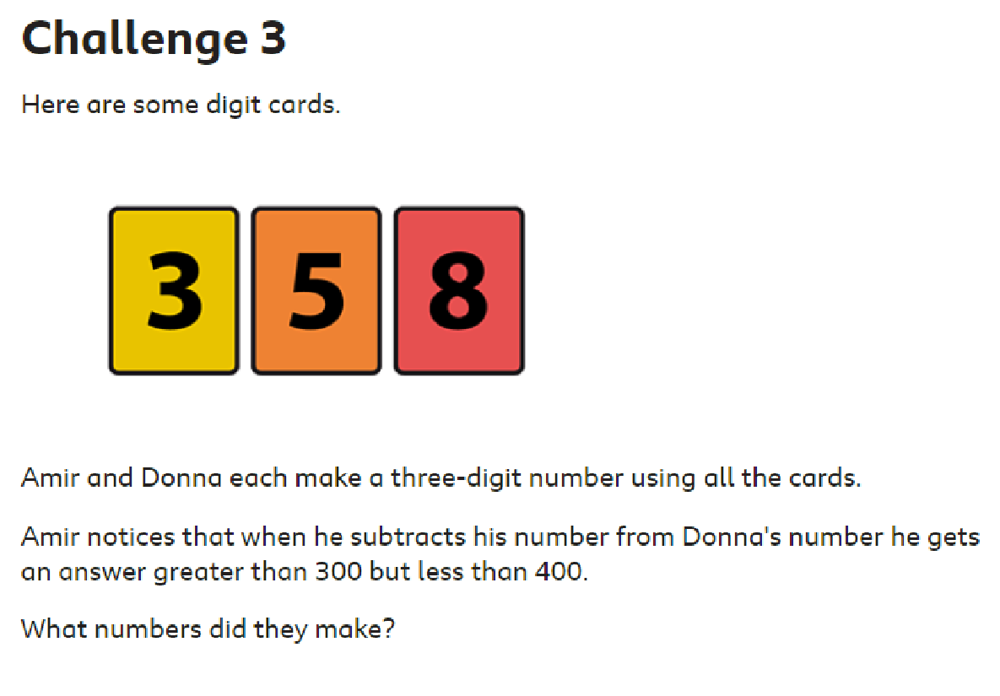 Challenge 3
Here are some digit cards.
3 5 8
Amir and Donna each make a three-digit number using all the cards.
Amir notices that when he subtracts his number from Donna's number he gets
an answer greater than 300 but less than 400.
What numbers did they make?